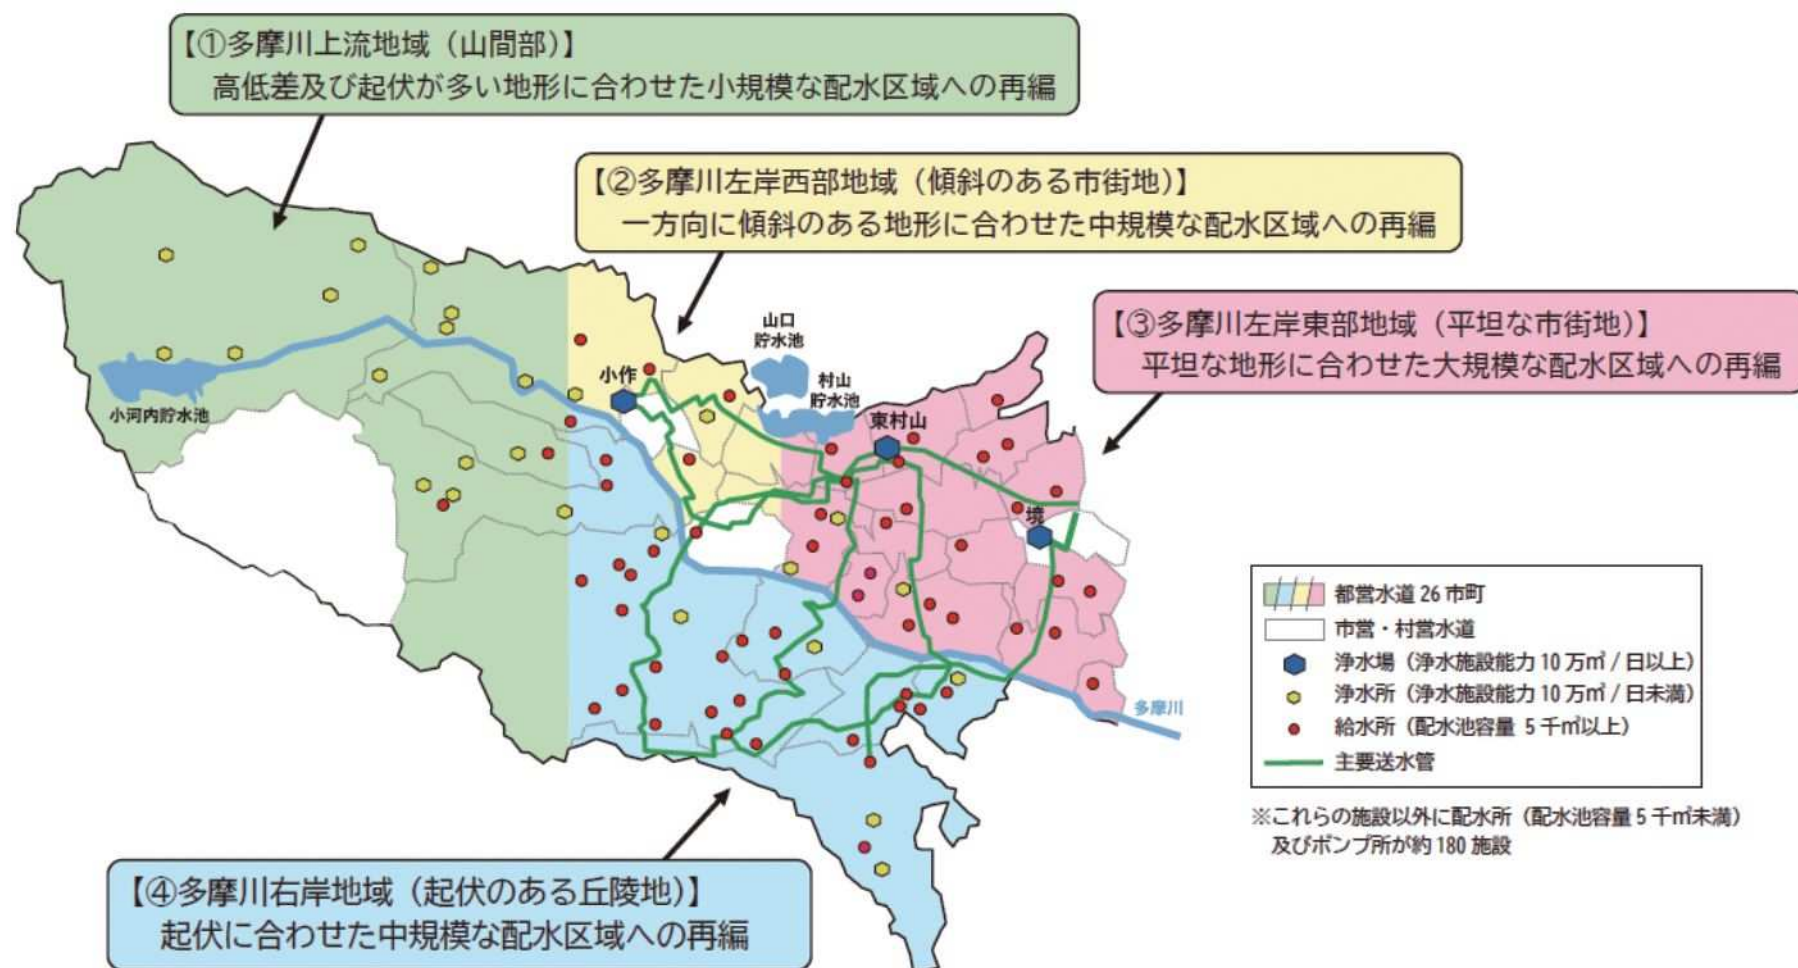 【①多摩川上流地域（山間部）】
高低差及び起伏が多い地形に合わせた小規模な配水区域への再編
【②多摩川左岸西部地域（傾斜のある市街地）】
一方向に傾斜のある地形に合わせた中規模な配水区域への再編
【③多摩川左岸東部地域（平坦な市街地）】
平坦な地形に合わせた大規模な配水区域への再編
山口
貯水池
村山
貯水池
小作
東村山
小河内貯水池
境
多摩川
都営水道 26 市町
市営・村営水道
浄水場（浄水施設能力 10 万㎥ / 日以上）
浄水所（浄水施設能力 10 万㎥ / 日未満）
給水所（配水池容量 5 千㎥以上）
主要送水管
※これらの施設以外に配水所（配水池容量 5 千㎥未満）
及びポンプ所が約 180 施設
【④多摩川右岸地域（起伏のある丘陵地）】
起伏に合わせた中規模な配水区域への再編